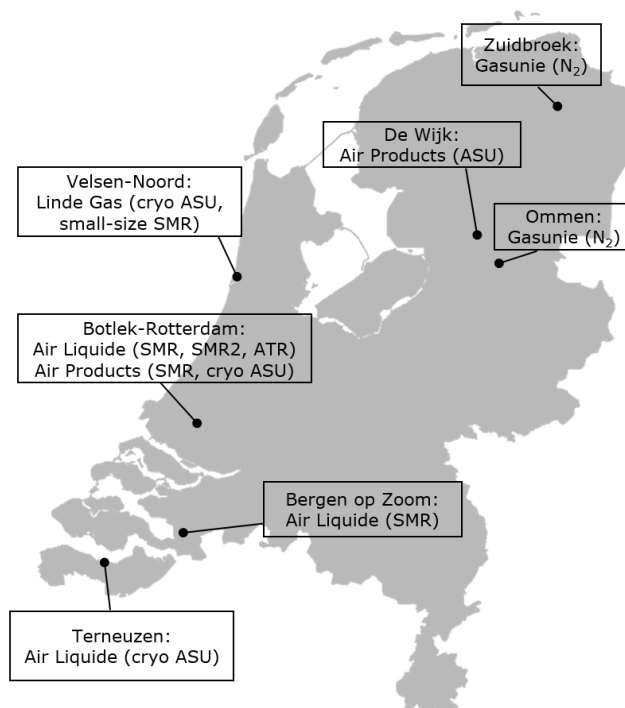 Zuidbroek:
Gasunie (N₂)
De Wijk:
Air Products (ASU)
Velsen-Noord:
Linde Gas (cryo ASU,
small-size SMR)
Ommen:
Gasunie (N₂)
Botlek-Rotterdam:
Air Liquide (SMR, SMR2, ATR)
Air Products (SMR, cryo ASU)
Bergen op Zoom:
Air Liquide (SMR)
Terneuzen:
Air Liquide (cryo ASU)